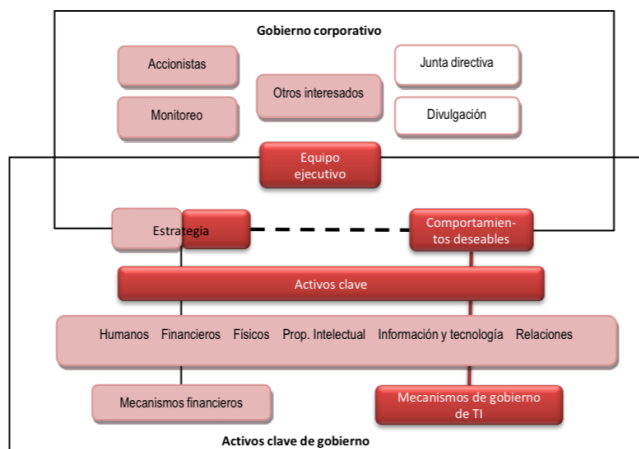 Gobierno corporativo
Accionistas
Junta directiva
Otros interesados
Monitoreo
Divulgación
Equipo
ejecutivo
Estrategia
Comportamien-
tos deseables
Activos clave
Humanos Financieros Físicos Prop. Intelectual Información y tecnología Relaciones
Mecanismos financieros
Mecanismos de gobierno
de TI
Activos clave de gobierno